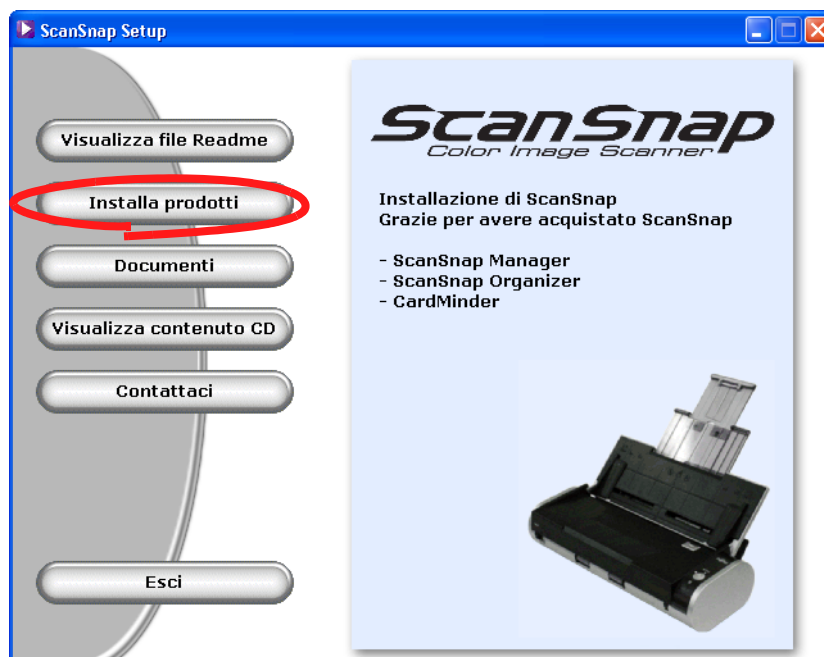 ScanSnap Setup
Visualizza file Readme
Installa prodotti
Documenti
Visualizza contenuto CD
Contattaci
Esci
ScanSnap
Color Image Scanner
Installazione di ScanSnap
Grazie per avere acquistato ScanSnap
- ScanSnap Manager
- ScanSnap Organizer
- CardMinder